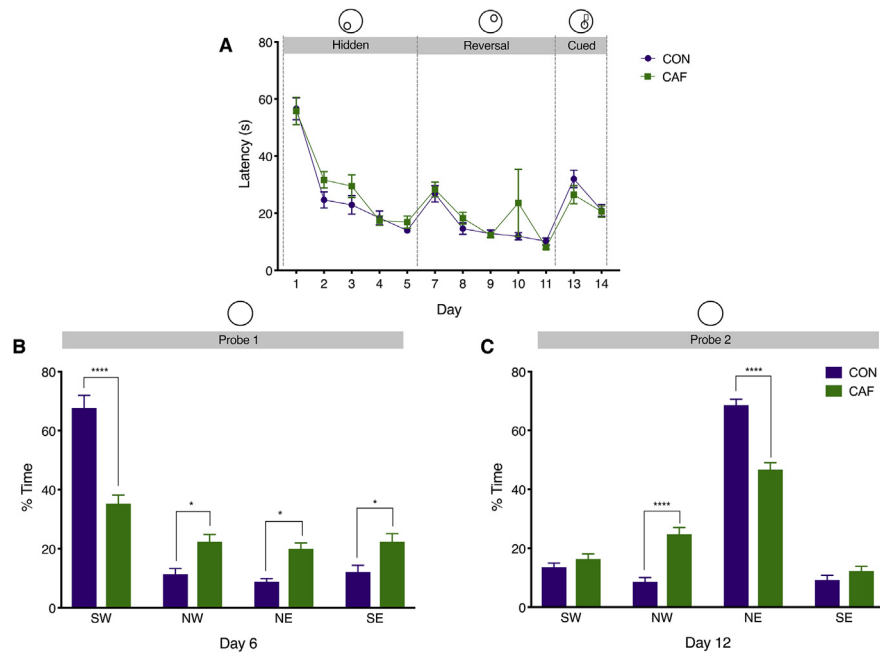 A
Hidden Reversal Cued
80
60
40
20
0
Latency (s)
1 2 3 4 5 7 8 9 10 11 13 14
Day
CON
CAF
B
Probe 1
80
60
40
20
0
% Time
****
*
*
*
SW NW NE SE
Day 6
C
Probe 2
80
60
40
20
0
% Time
****
****
CON
CAF
SW NW NE SE
Day 12